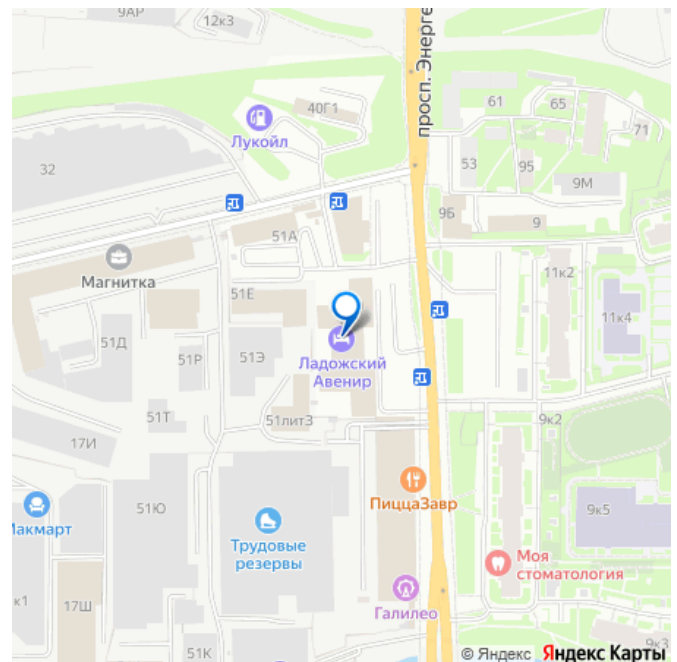 9АР
12к3
просп. Энерге
40Г1
Лукойл
61
65
71
32
53
95
9М
9Б
9
51А
Магнитка
11к2
51Е
11к4
51Д
51Р
51Э
Ладожский
Авенир
51Т
51лит3
9к2
17И
51Ю
ПиццаЗавр
9к5
Макмарт
Трудовые
резервы
Моя
стоматология
17Ш
к1
Галилео
9к3
51К
© Яндекс Яндекс Карты